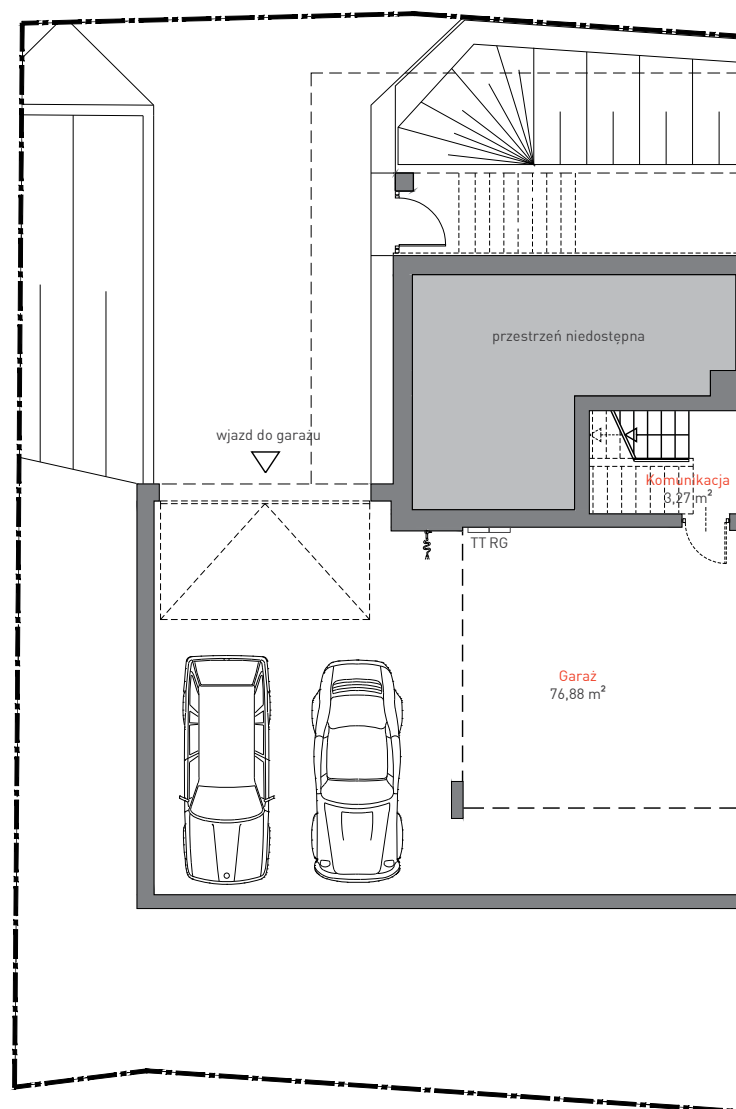 przestrzeń niedostępna
wjazd do garażu
Komunikacja
3,27 m²
TT RG
Garaż
76,88 m²